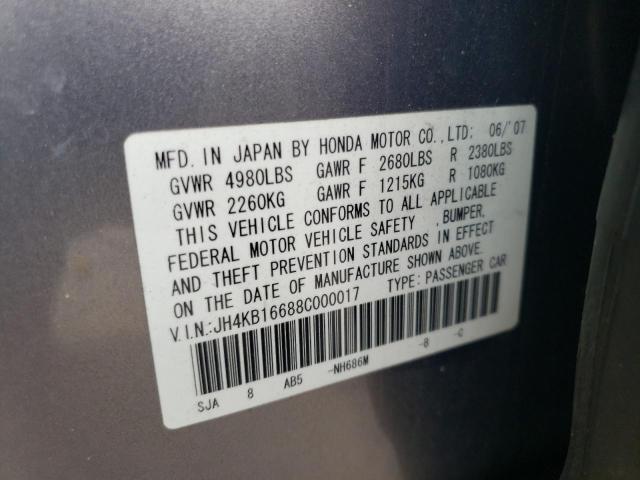 MFD. IN JAPAN BY HONDA MOTOR CO.,LTD: 06/'07
GVWR 4980LBS GAWR F 2680LBS R 2380LBS
GVWR 2260KG GAWR F 1215KG R 1080KG
THIS VEHICLE CONFORMS TO ALL APPLICABLE
FEDERAL MOTOR VEHICLE SAFETY ,BUMPER,
AND THEFT PREVENTION STANDARDS IN EFFECT
ON THE DATE OF MANUFACTURE SHOWN ABOVE.
V.I.N.:JH4KB16688C000017 TYPE: PASSENGER CAR
SJA 8 AB5 -NH686M -8 -C